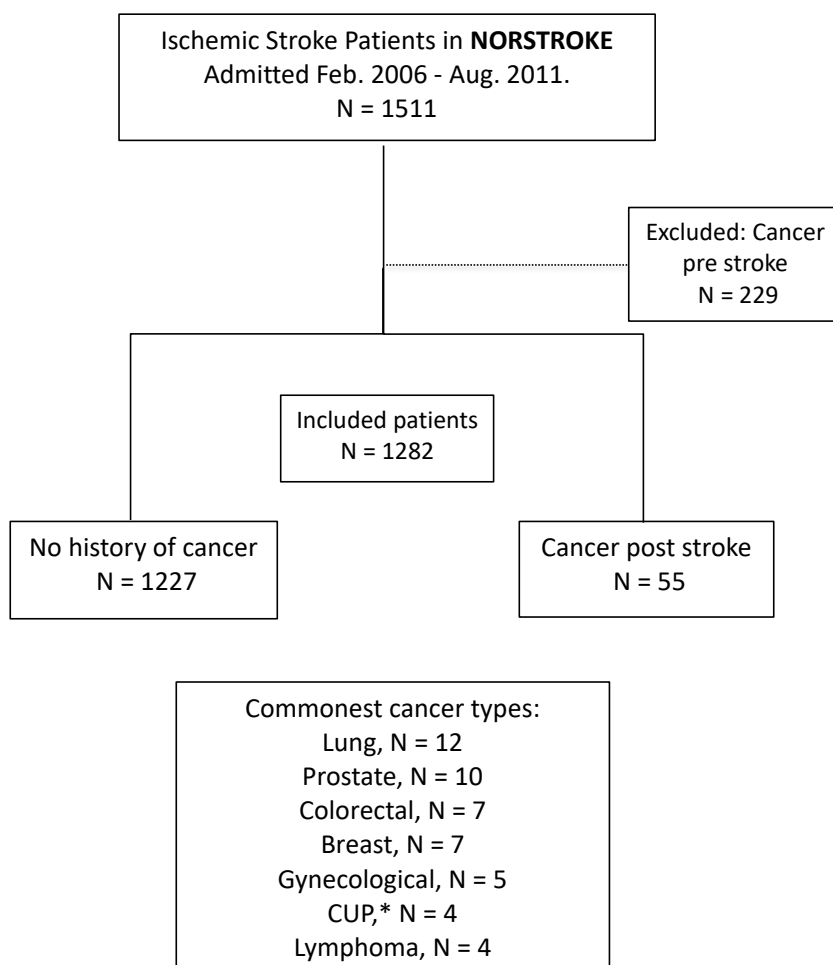 Ischemic Stroke Patients in NORSTROKE
Admitted Feb. 2006 - Aug. 2011.
N = 1511
Excluded: Cancer
pre stroke
N = 229
Included patients
N = 1282
No history of cancer
N = 1227
Cancer post stroke
N = 55
Commonest cancer types:
Lung, N = 12
Prostate, N = 10
Colorectal, N = 7
Breast, N = 7
Gynecological, N = 5
CUP,* N = 4
Lymphoma, N = 4